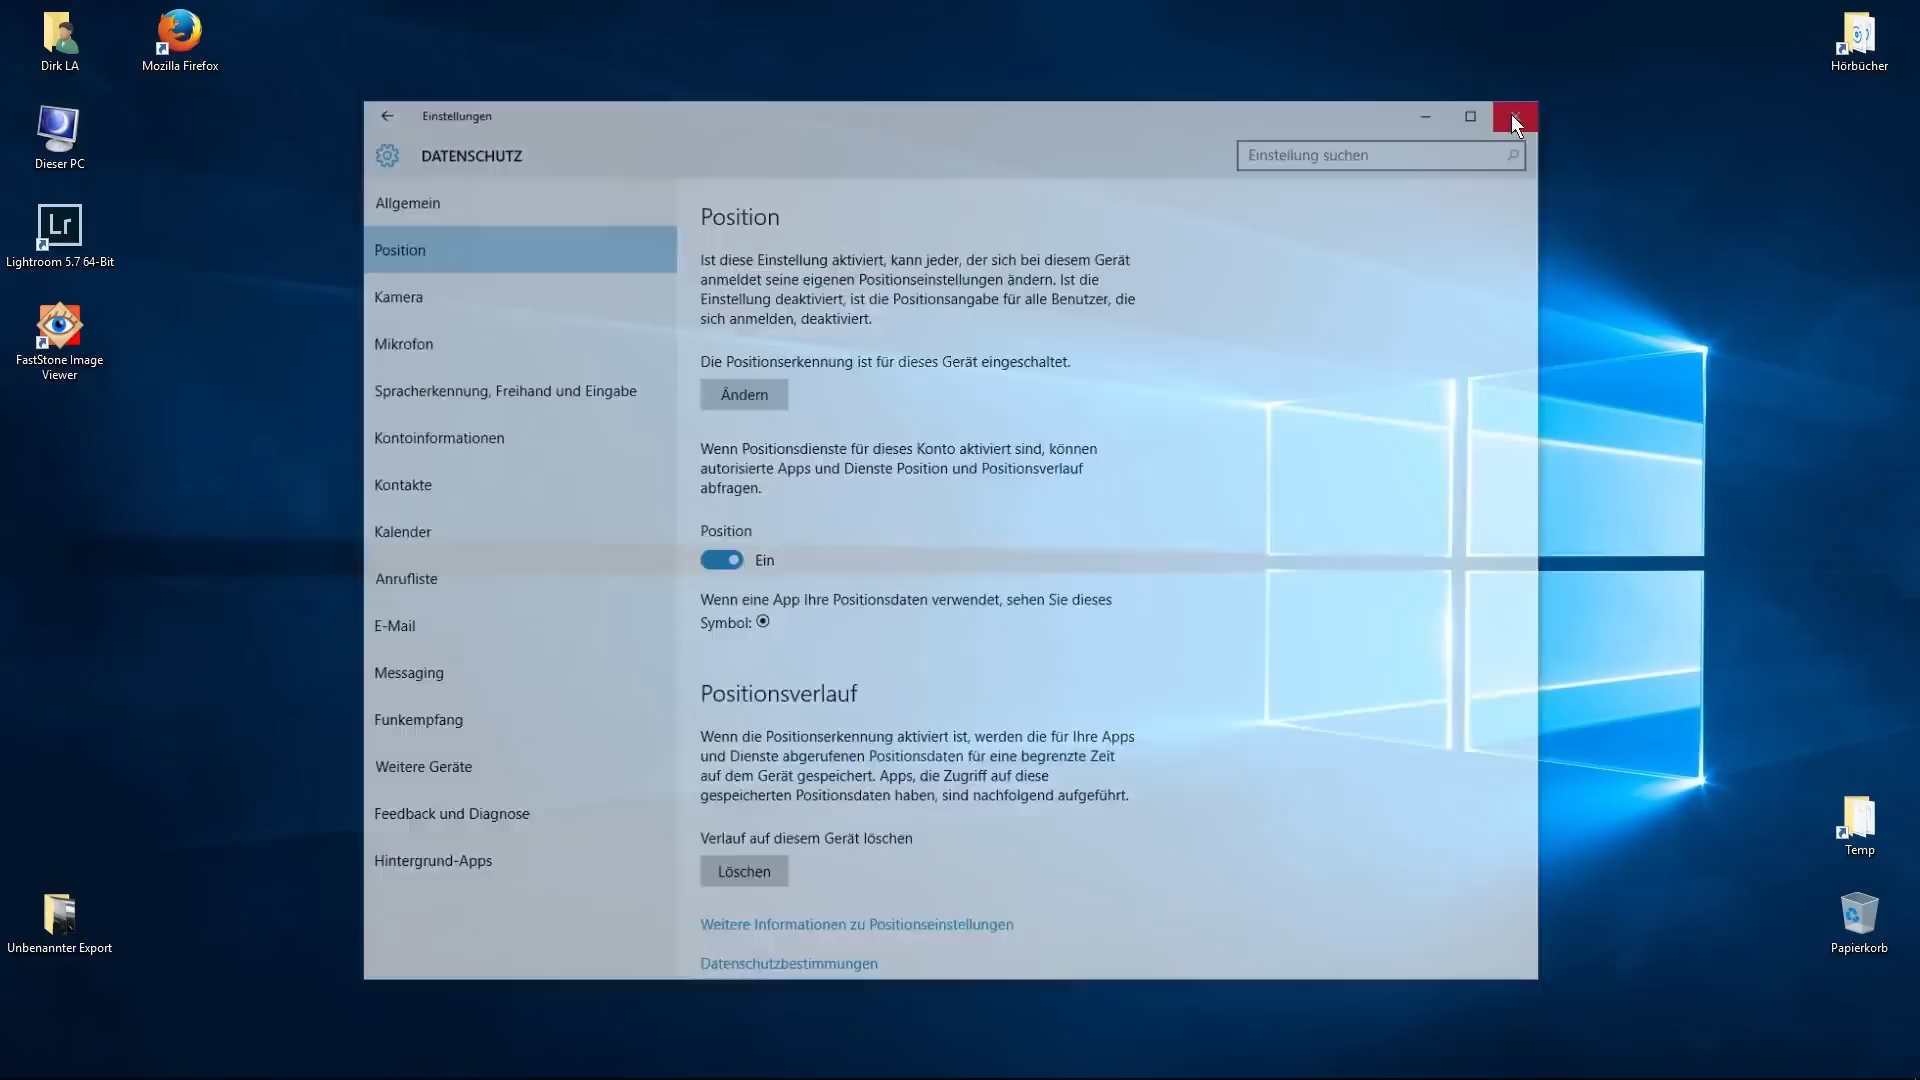 Dirk LA
Mozilla Firefox
Hörbücher
Dieser PC
Lr
Lightroom 5.7 64-Bit
FastStone Image
Viewer
Unbenannter Export
Temp
Papierkorb
Einstellungen
DATENSCHUTZ
Einstellung suchen
Allgemein
Position
Kamera
Mikrofon
Spracherkennung, Freihand und Eingabe
Kontoinformationen
Kontakte
Kalender
Anrufliste
E-Mail
Messaging
Funkempfang
Weitere Geräte
Feedback und Diagnose
Hintergrund-Apps
Position
Ist diese Einstellung aktiviert, kann jeder, der sich bei diesem Gerät
anmeldet seine eigenen Positionseinstellungen ändern. Ist die
Einstellung deaktiviert, ist die Positionsangabe für alle Benutzer, die
sich anmelden, deaktiviert.
Die Positionserkennung ist für dieses Gerät eingeschaltet.
Ändern
Wenn Positionsdienste für dieses Konto aktiviert sind, können
autorisierte Apps und Dienste Position und Positionsverlauf
abfragen.
Position
Ein
Wenn eine App Ihre Positionsdaten verwendet, sehen Sie dieses
Symbol:
Positionsverlauf
Wenn die Positionserkennung aktiviert ist, werden die für Ihre Apps
und Dienste abgerufenen Positionsdaten für eine begrenzte Zeit
auf dem Gerät gespeichert. Apps, die Zugriff auf diese
gespeicherten Positionsdaten haben, sind nachfolgend aufgeführt.
Verlauf auf diesem Gerät löschen
Löschen
Weitere Informationen zu Positionseinstellungen
Datenschutzbestimmungen